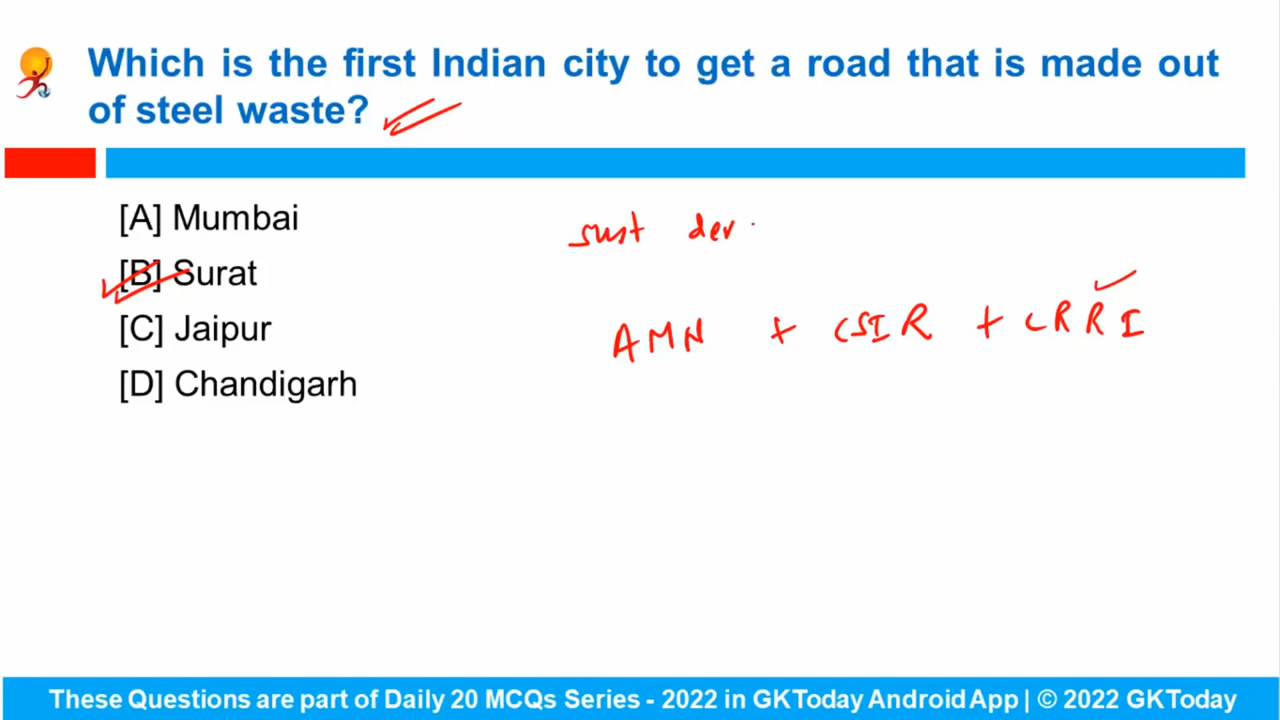 Which is the first Indian city to get a road that is made out
of steel waste?
[A] Mumbai
[B] Surat
[C] Jaipur
[D] Chandigarh
sust dev
AMN + CSIR + CRRI
These Questions are part of Daily 20 MCQs Series - 2022 in GKToday Android App | © 2022 GKToday